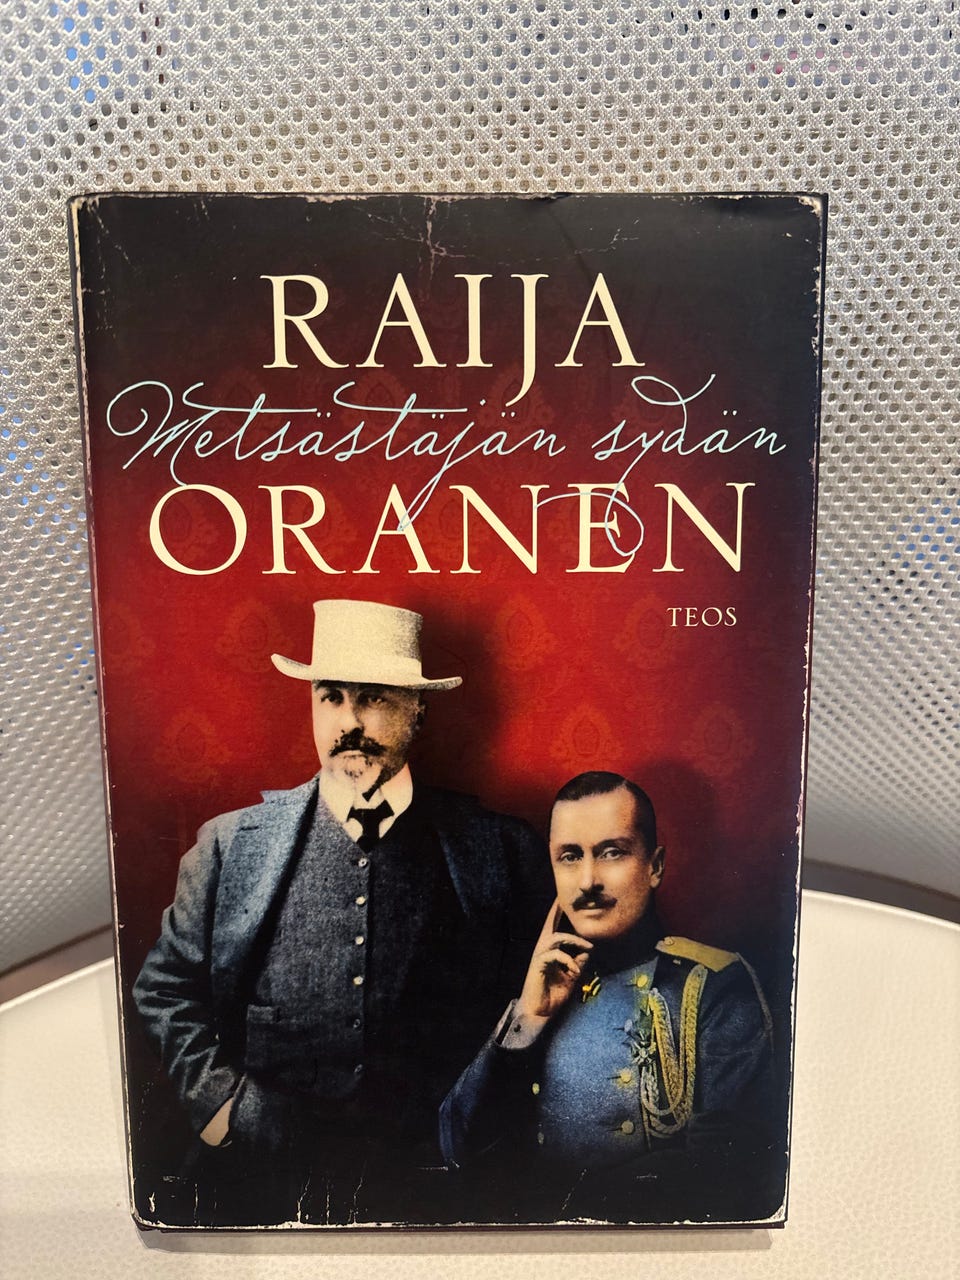 RAIJA
Metsästäjän sydän
ORANEN
TEOS